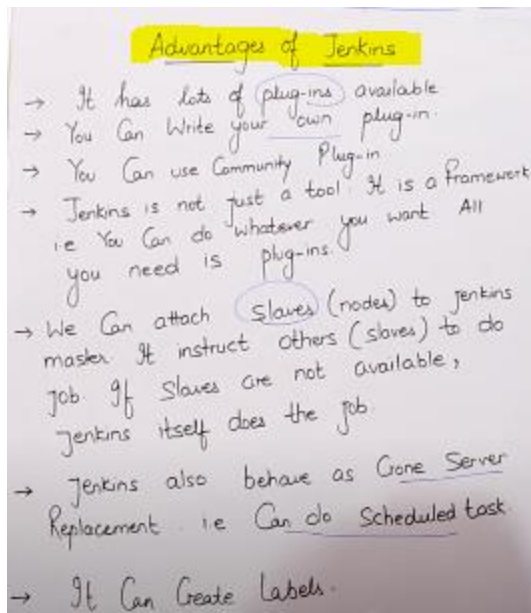 Advantages of Jenkins
→ It has lots of plug-ins available
→ You Can Write your own plug-in.
→ You Can use Community Plug-in
→ Jenkins is not just a tool. It is a framework
i.e You Can do whatever you want All
you need is plug-ins.
→ We Can attach Slaves (nodes) to jenkins
master It instruct others (slaves) to do
Job. If Slaves are not available,
Jenkins itself does the job
→ Jenkins also behave as Crone Server
Replacement. i.e Can do Scheduled task
→ It Can Create Labels.